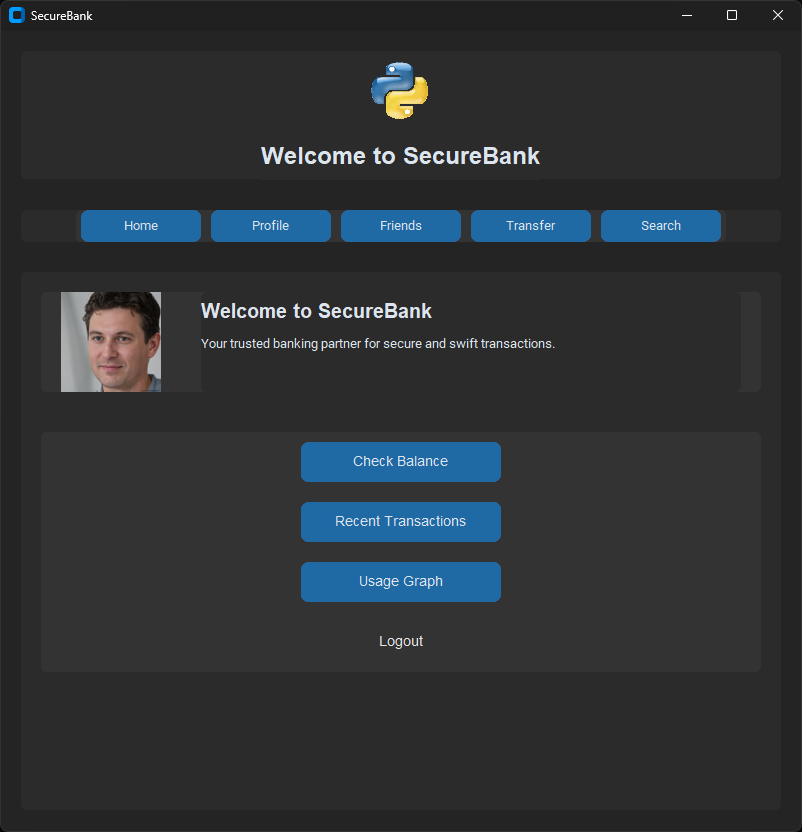 SecureBank
Welcome to SecureBank
Home Profile Friends Transfer Search
Welcome to SecureBank
Your trusted banking partner for secure and swift transactions.
Check Balance
Recent Transactions
Usage Graph
Logout